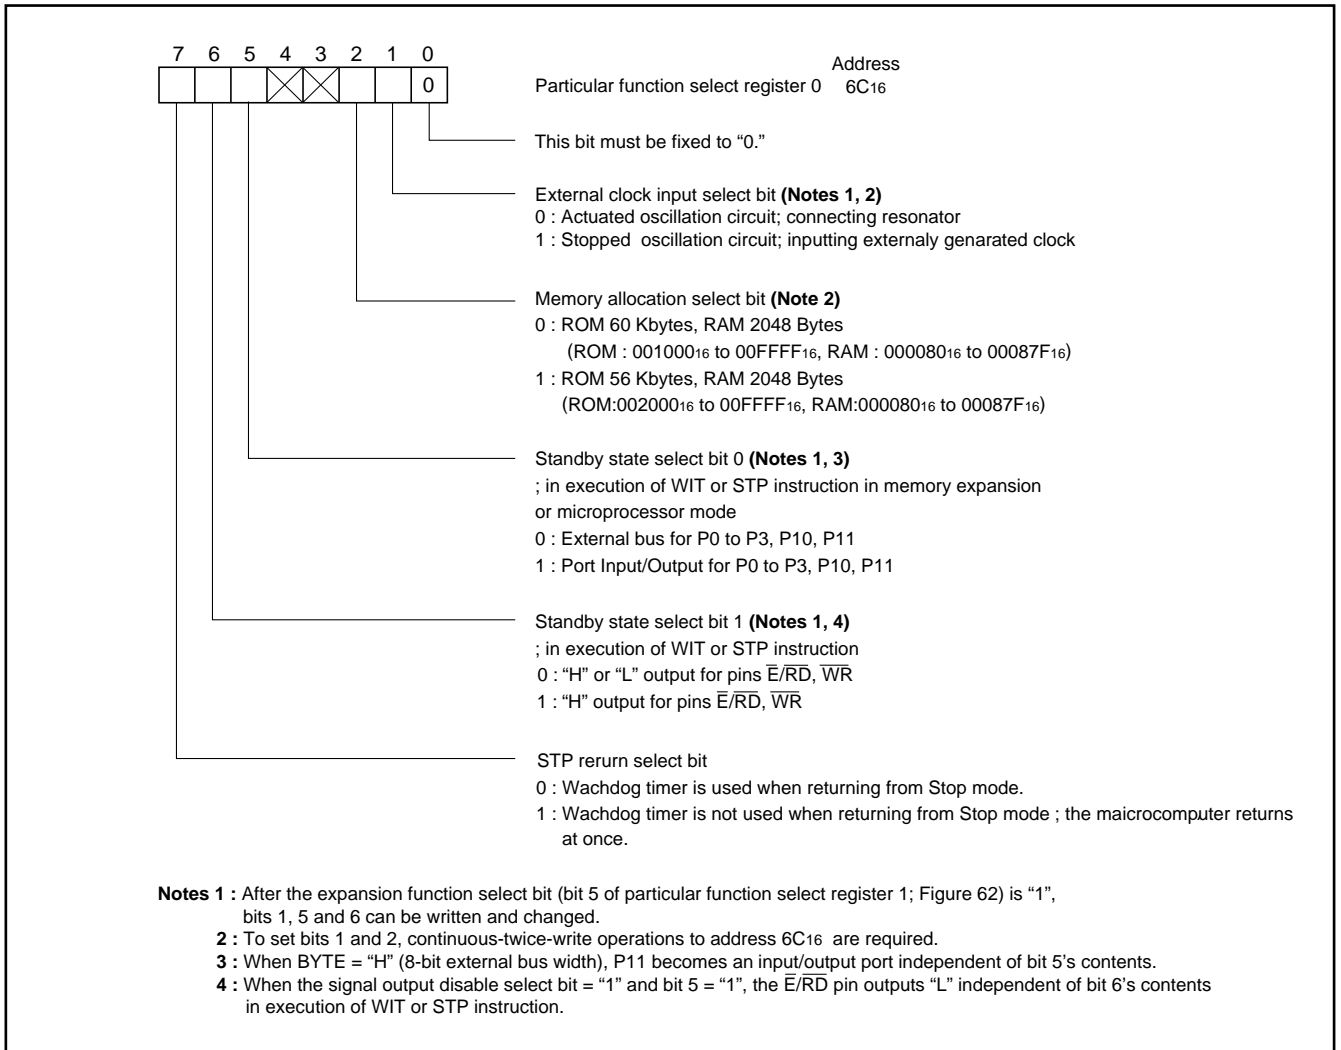 7 6 5 4 3 2 1 0
0
Address
Particular function select register 0 6C16
This bit must be fixed to “0.”
External clock input select bit (Notes 1, 2)
0 : Actuated oscillation circuit; connecting resonator
1 : Stopped oscillation circuit; inputting externaly genarated clock
Memory allocation select bit (Note 2)
0 : ROM 60 Kbytes, RAM 2048 Bytes
(ROM : 00100016 to 00FFFF16, RAM : 00008016 to 00087F16)
1 : ROM 56 Kbytes, RAM 2048 Bytes
(ROM:00200016 to 00FFFF16, RAM:00008016 to 00087F16)
Standby state select bit 0 (Notes 1, 3)
; in execution of WIT or STP instruction in memory expansion
or microprocessor mode
0 : External bus for P0 to P3, P10, P11
1 : Port Input/Output for P0 to P3, P10, P11
Standby state select bit 1 (Notes 1, 4)
; in execution of WIT or STP instruction
0 : “H” or “L” output for pins E̅/R̅D̅, W̅R̅
1 : “H” output for pins E̅/R̅D̅, W̅R̅
STP rerurn select bit
0 : Wachdog timer is used when returning from Stop mode.
1 : Wachdog timer is not used when returning from Stop mode ; the maicrocomputer returns
at once.
Notes 1 : After the expansion function select bit (bit 5 of particular function select register 1; Figure 62) is “1”,
bits 1, 5 and 6 can be written and changed.
2 : To set bits 1 and 2, continuous-twice-write operations to address 6C16 are required.
3 : When BYTE = “H” (8-bit external bus width), P11 becomes an input/output port independent of bit 5’s contents.
4 : When the signal output disable select bit = “1” and bit 5 = “1”, the E̅/R̅D̅ pin outputs “L” independent of bit 6’s contents
in execution of WIT or STP instruction.